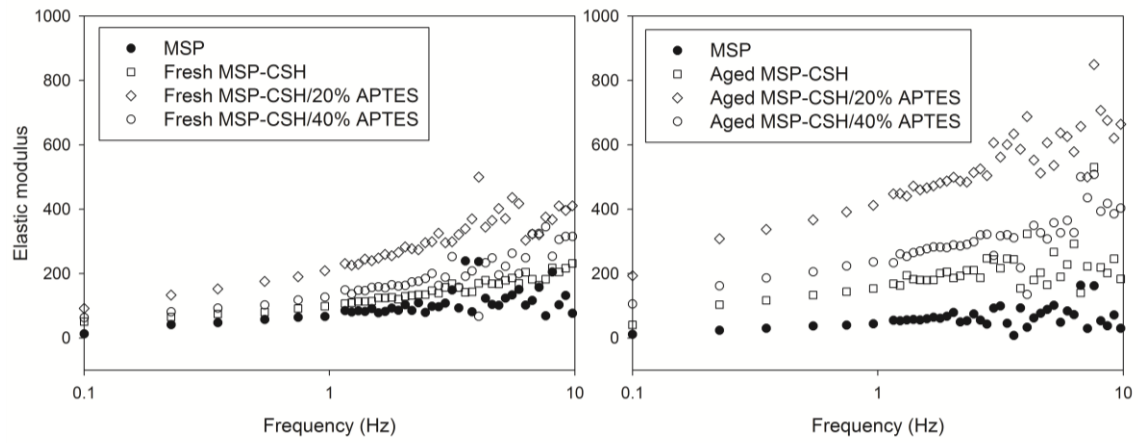 1000
800
600
400
200
0
Elastic modulus
MSP
Fresh MSP-CSH
Fresh MSP-CSH/20% APTES
Fresh MSP-CSH/40% APTES
0.1
1
10
Frequency (Hz)
1000
800
600
400
200
0
MSP
Aged MSP-CSH
Aged MSP-CSH/20% APTES
Aged MSP-CSH/40% APTES
0.1
1
10
Frequency (Hz)